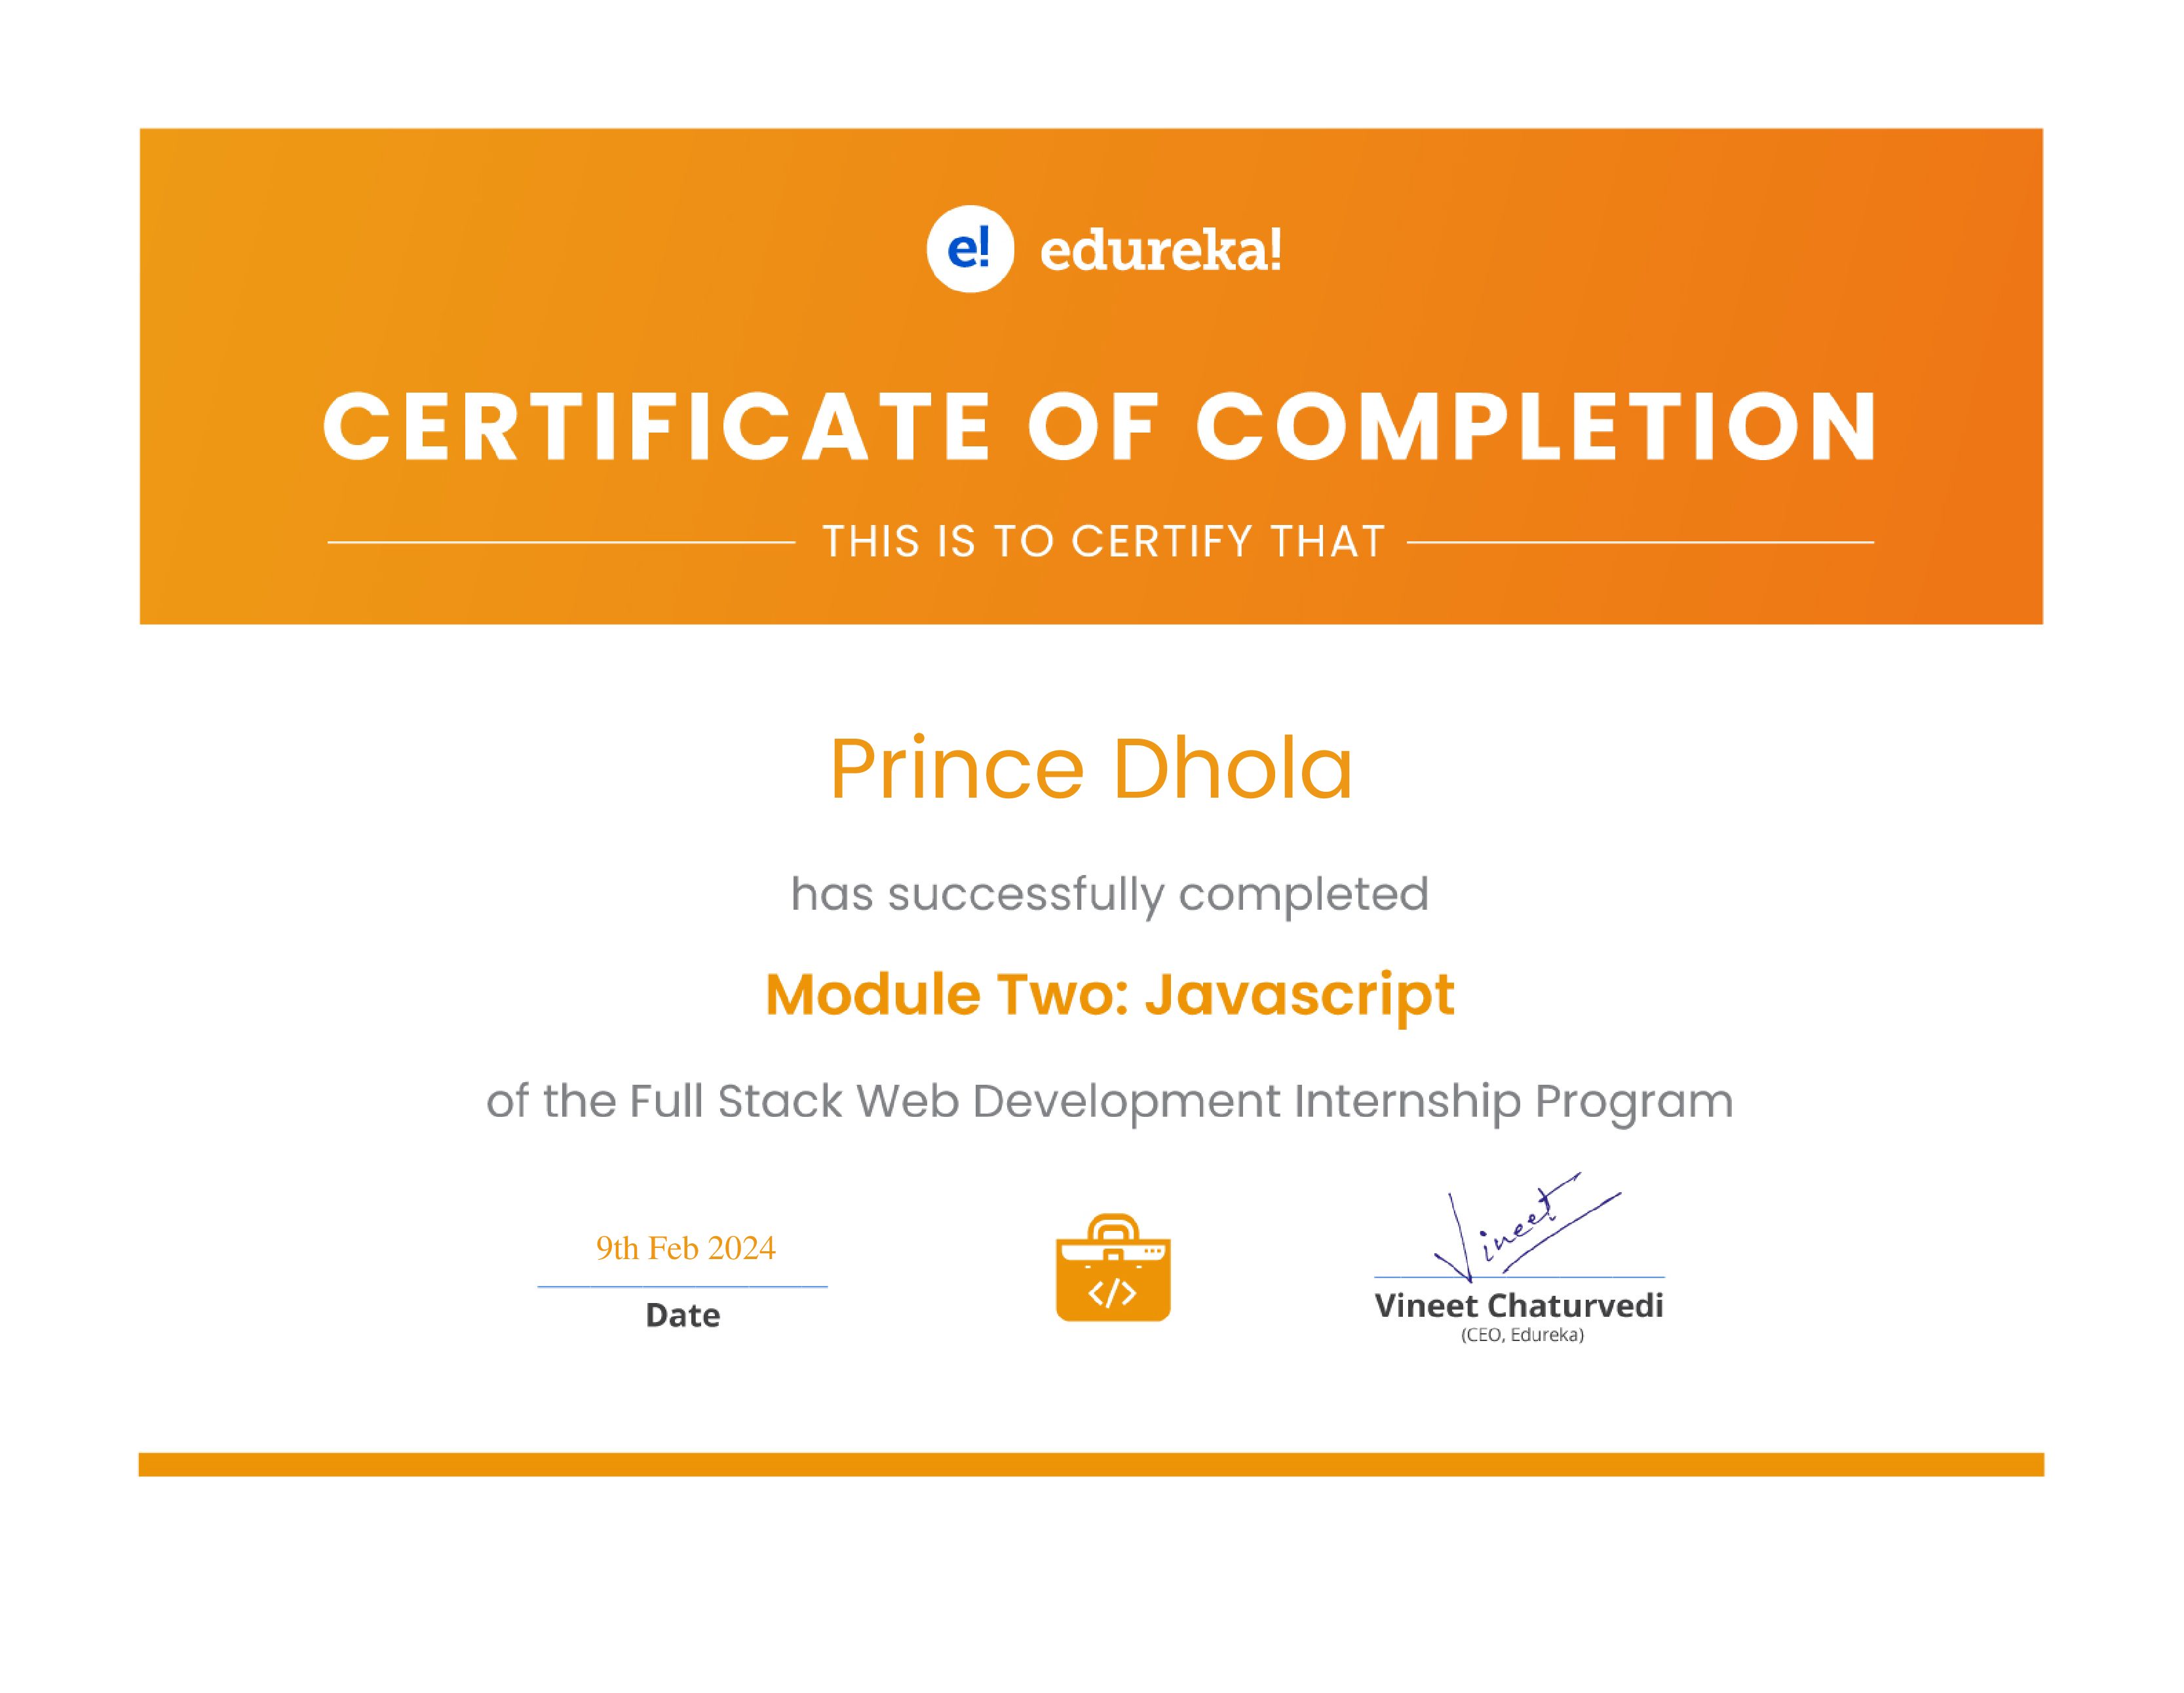 e! edureka!
CERTIFICATE OF COMPLETION
THIS IS TO CERTIFY THAT
Prince Dhola
has successfully completed
Module Two: Javascript
of the Full Stack Web Development Internship Program
9th Feb 2024
Date
</>
Vineet
Vineet Chaturvedi
(CEO, Edureka)